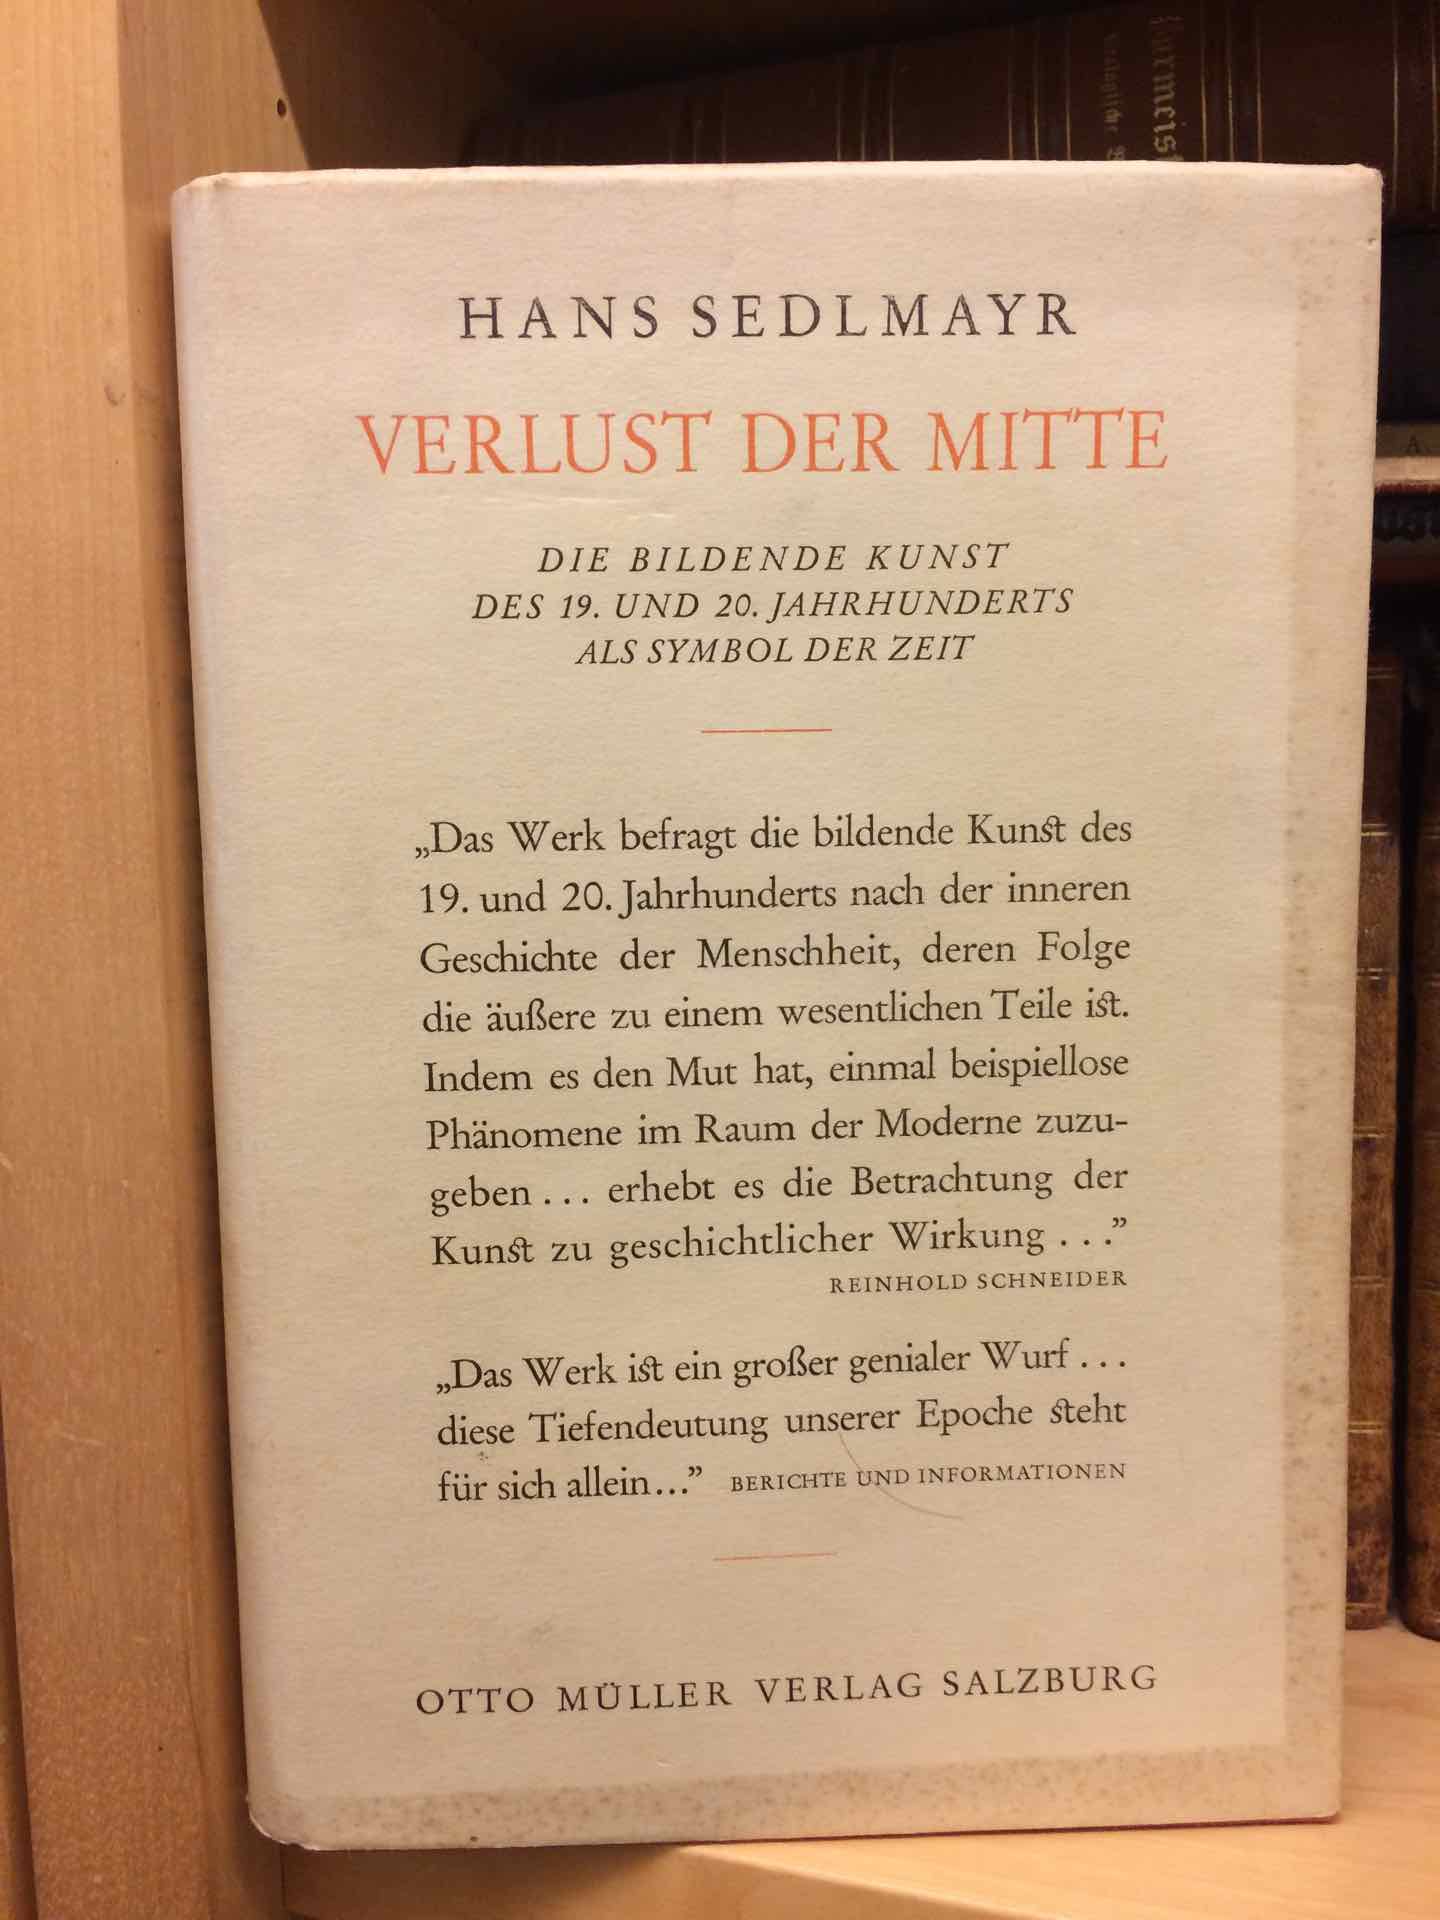 HANS SEDLMAYR
VERLUST DER MITTE
DIE BILDENDE KUNST
DES 19. UND 20. JAHRHUNDERTS
ALS SYMBOL DER ZEIT
„Das Werk befragt die bildende Kunst des
19. und 20. Jahrhunderts nach der inneren
Geschichte der Menschheit, deren Folge
die äußere zu einem wesentlichen Teile ist.
Indem es den Mut hat, einmal beispiellose
Phänomene im Raum der Moderne zuzu-
geben ... erhebt es die Betrachtung der
Kunst zu geschichtlicher Wirkung ...”
REINHOLD SCHNEIDER
„Das Werk ist ein großer genialer Wurf ...
diese Tiefendeutung unserer Epoche steht
für sich allein...” BERICHTE UND INFORMATIONEN
OTTO MÜLLER VERLAG SALZBURG